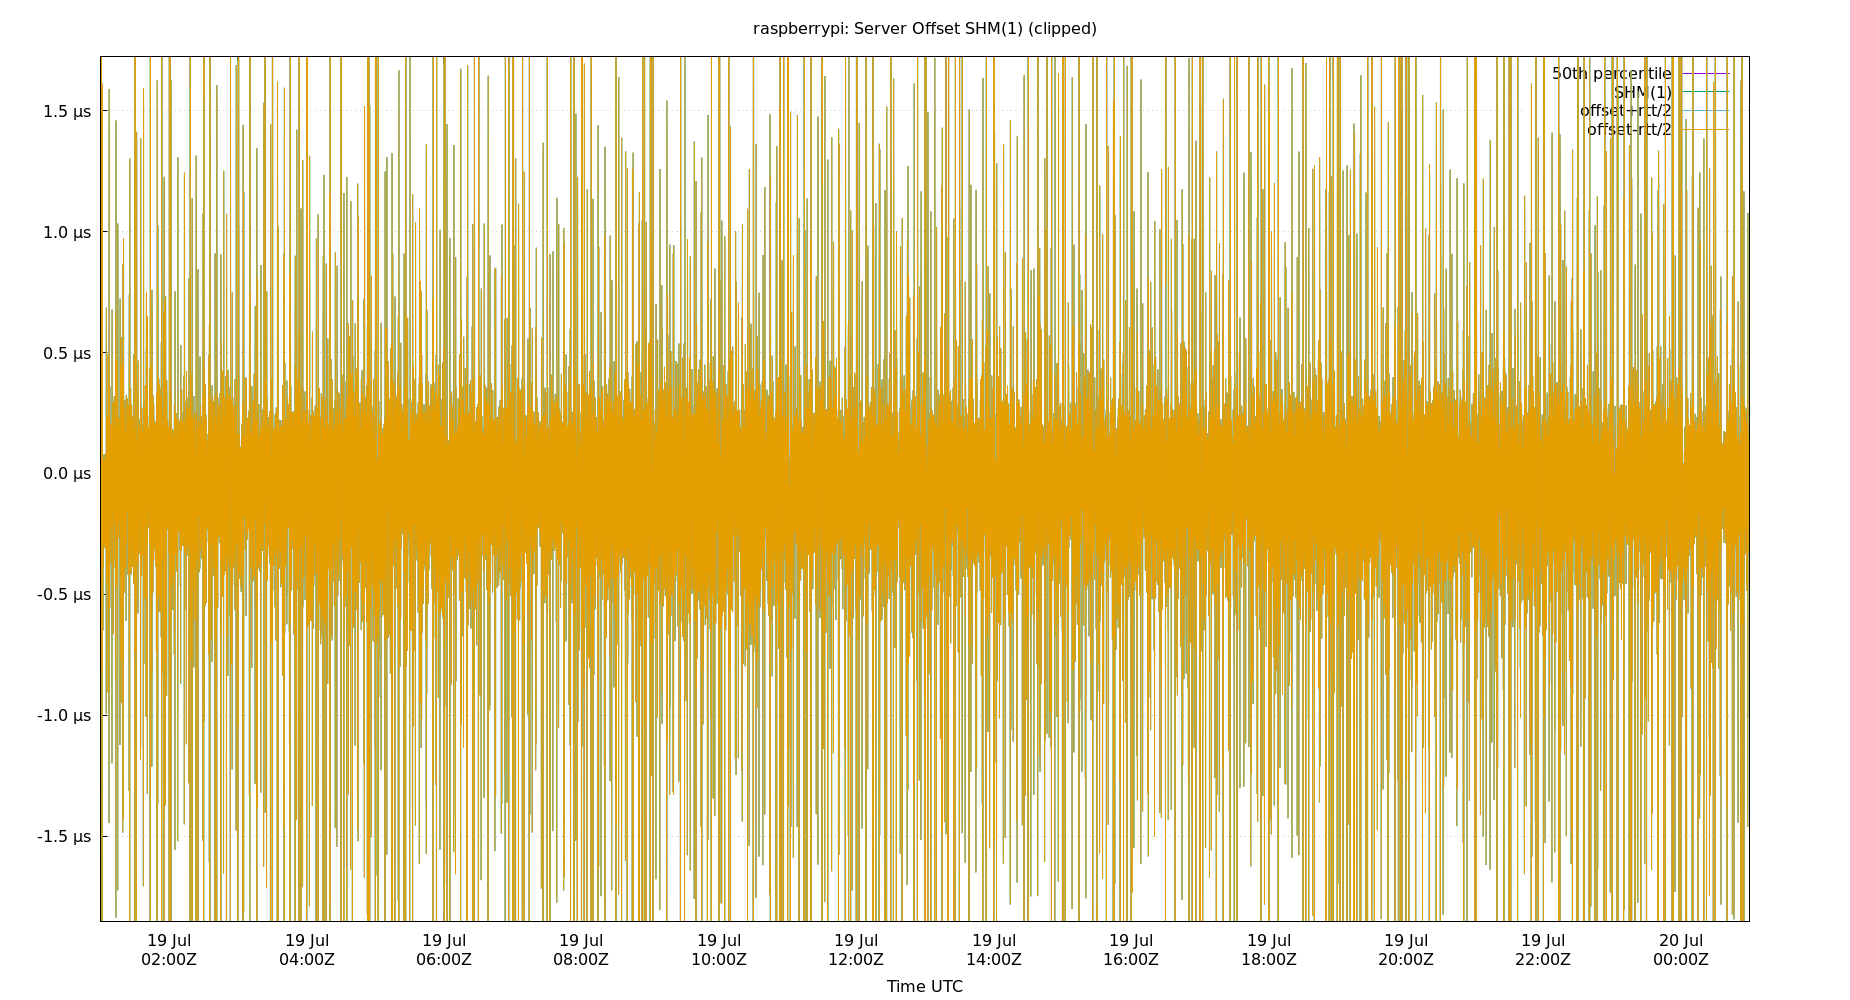 raspberrypi: Server Offset SHM(1) (clipped)
50th percentile
SHM(1)
offset+rtt/2
offset-rtt/2
1.5 µs
1.0 µs
0.5 µs
0.0 µs
-0.5 µs
-1.0 µs
-1.5 µs
19 Jul 19 Jul 19 Jul 19 Jul 19 Jul 19 Jul 19 Jul 19 Jul 19 Jul 19 Jul 19 Jul 20 Jul
02:00Z 04:00Z 06:00Z 08:00Z 10:00Z 12:00Z 14:00Z 16:00Z 18:00Z 20:00Z 22:00Z 00:00Z
Time UTC